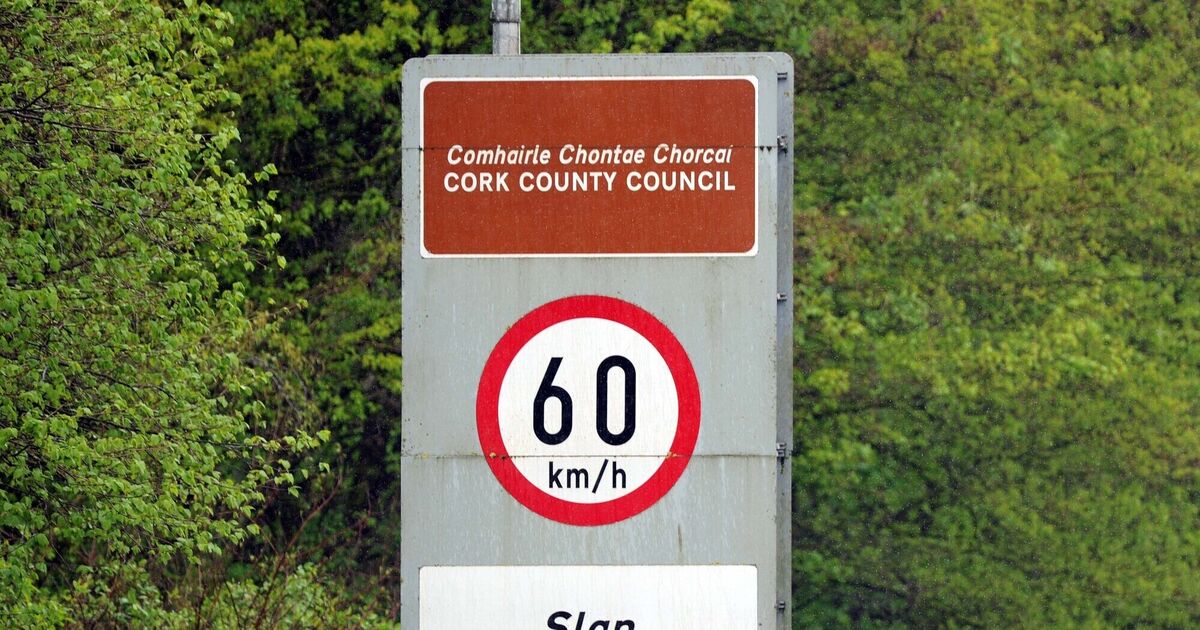 Comhairle Chontae Chorcaí
CORK COUNTY COUNCIL
60
km/h
Slan